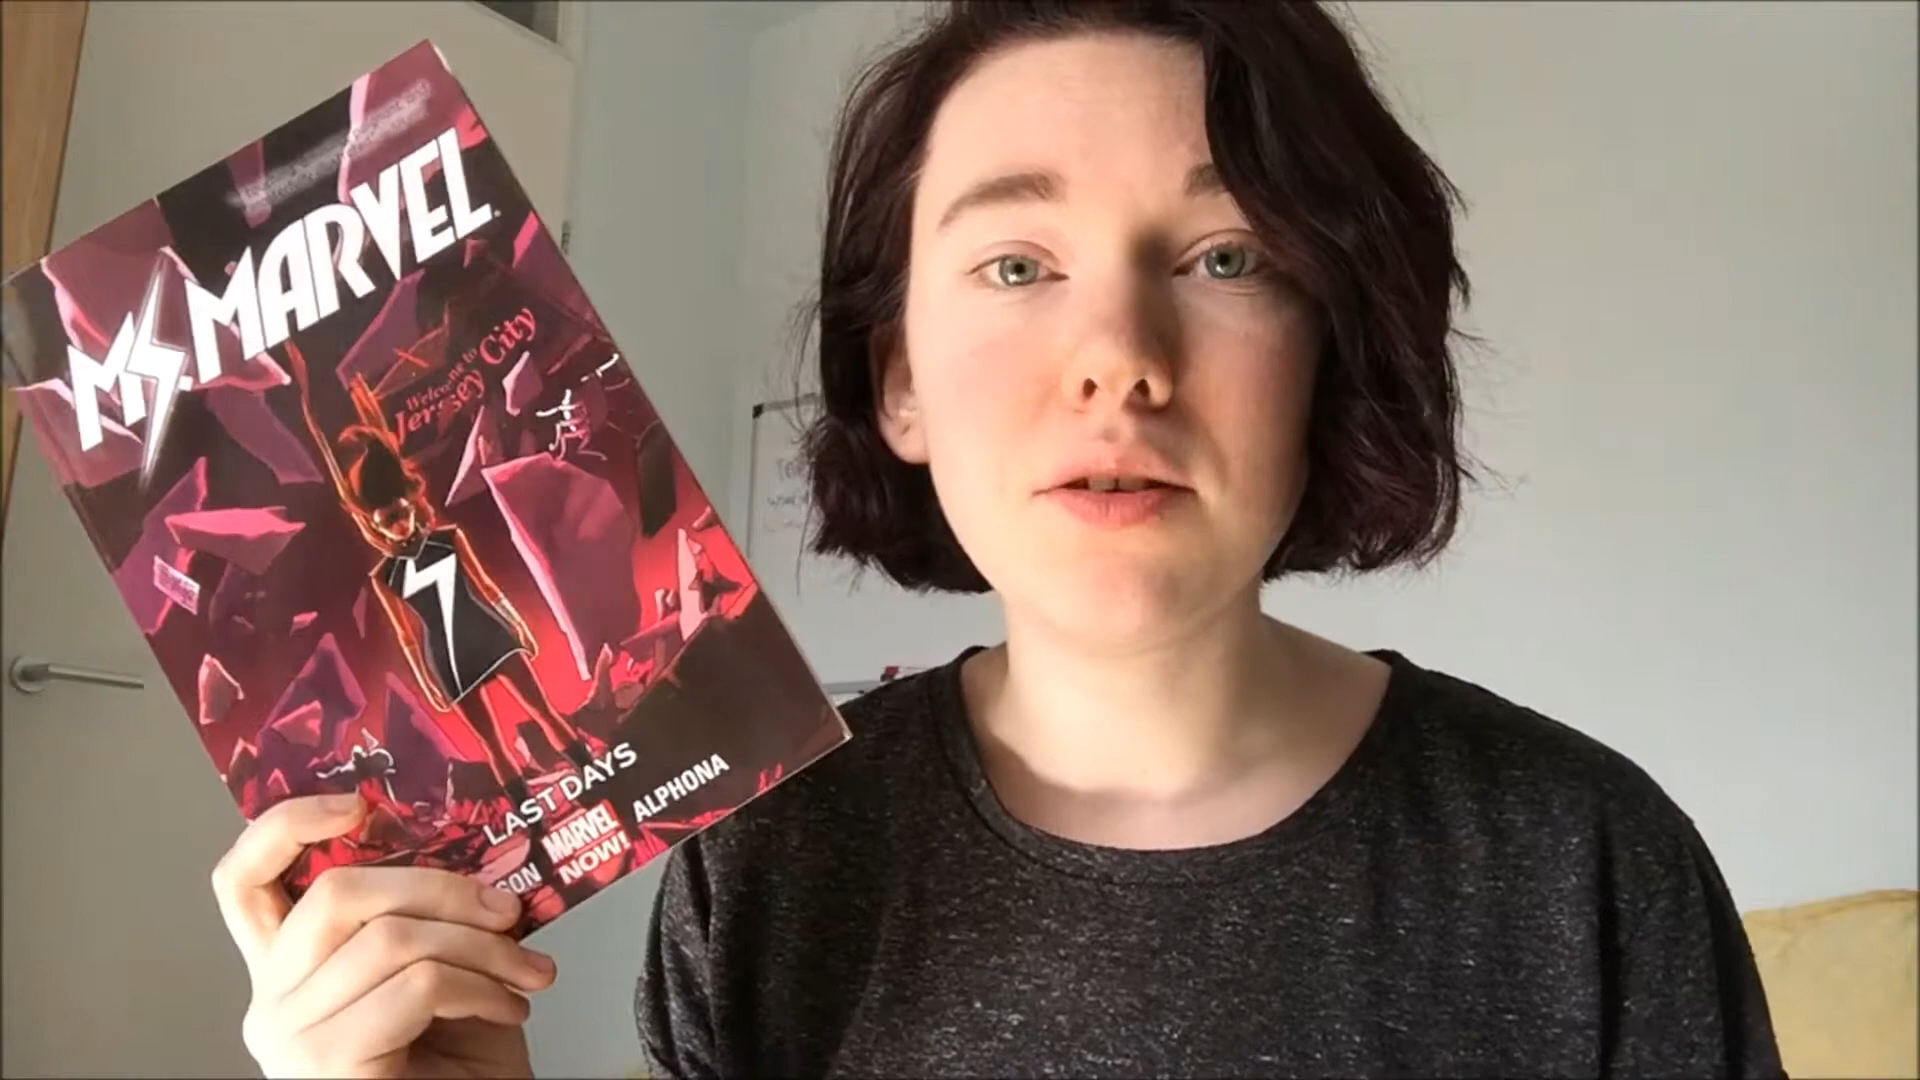 MS. MARVEL
Welcome to
Jersey City
LAST DAYS
SON
MARVEL
NOW!
ALPHONA